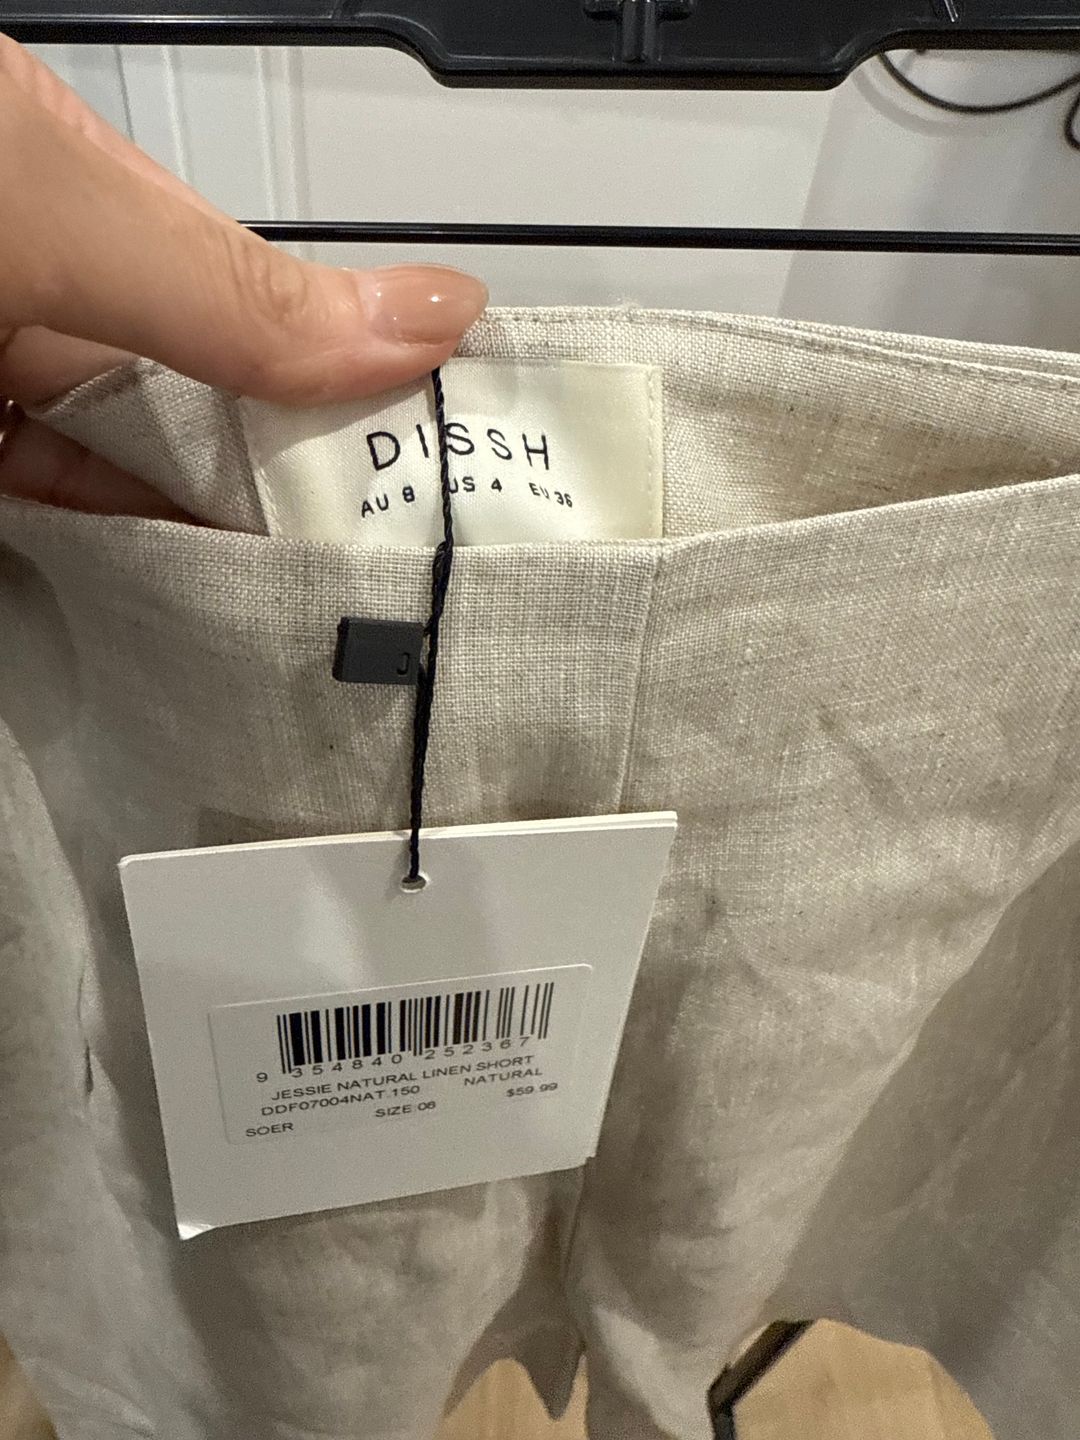 DISSH
AU 8 US 4 EU 36
9 354840 252367
JESSIE NATURAL LINEN SHORT
DDF07004NAT.150 NATURAL
SIZE:06 $59.99
SOER